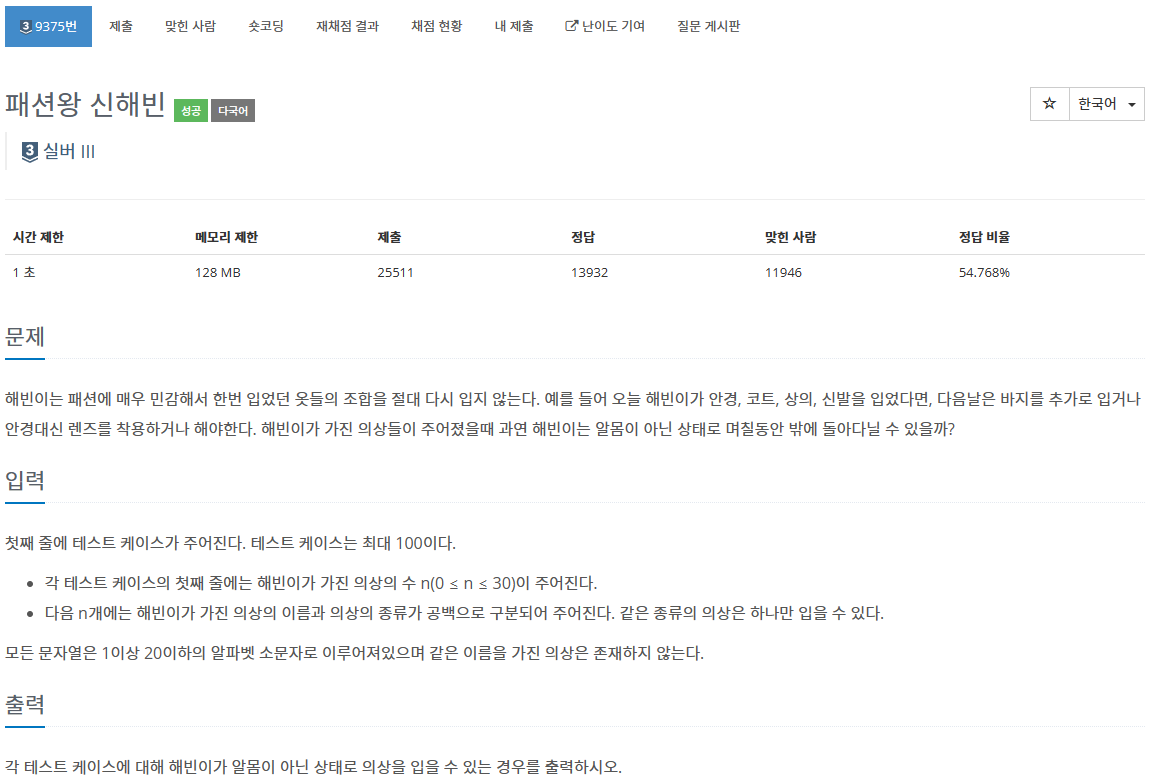 3 9375번 제출 맞힌 사람 숏코딩 재채점 결과 채점 현황 내 제출 난이도 기여 질문 게시판
패션왕 신해빈 성공 다국어 ☆ 한국어
3 실버 III
시간 제한 메모리 제한 제출 정답 맞힌 사람 정답 비율
1 초 128 MB 25511 13932 11946 54.768%
문제
해빈이는 패션에 매우 민감해서 한번 입었던 옷들의 조합을 절대 다시 입지 않는다. 예를 들어 오늘 해빈이가 안경, 코트, 상의, 신발을 입었다면, 다음날은 바지를 추가로 입거나
안경대신 렌즈를 착용하거나 해야한다. 해빈이가 가진 의상들이 주어졌을때 과연 해빈이는 알몸이 아닌 상태로 며칠동안 밖에 돌아다닐 수 있을까?
입력
첫째 줄에 테스트 케이스가 주어진다. 테스트 케이스는 최대 100이다.
• 각 테스트 케이스의 첫째 줄에는 해빈이가 가진 의상의 수 n(0 ≤ n ≤ 30)이 주어진다.
• 다음 n개에는 해빈이가 가진 의상의 이름과 의상의 종류가 공백으로 구분되어 주어진다. 같은 종류의 의상은 하나만 입을 수 있다.
모든 문자열은 1이상 20이하의 알파벳 소문자로 이루어져있으며 같은 이름을 가진 의상은 존재하지 않는다.
출력
각 테스트 케이스에 대해 해빈이가 알몸이 아닌 상태로 의상을 입을 수 있는 경우를 출력하시오.